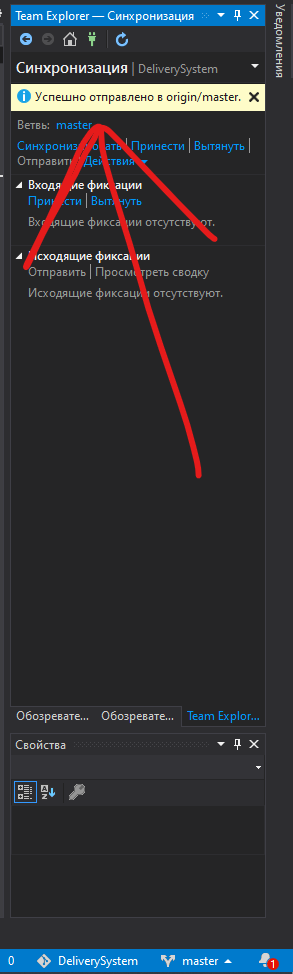 Team Explorer — Синхронизация
Уведомления
Синхронизация | DeliverySystem
Успешно отправлено в origin/master.
Ветвь: master
Синхронизировать | Принести | Вытянуть |
Отправить | Действия
Входящие фиксации
Принести | Вытянуть
Входящие фиксации отсутствуют.
Исходящие фиксации
Отправить | Просмотреть сводку
Исходящие фиксации отсутствуют.
Обозревате... Обозревате... Team Explor...
Свойства
0 DeliverySystem master 1